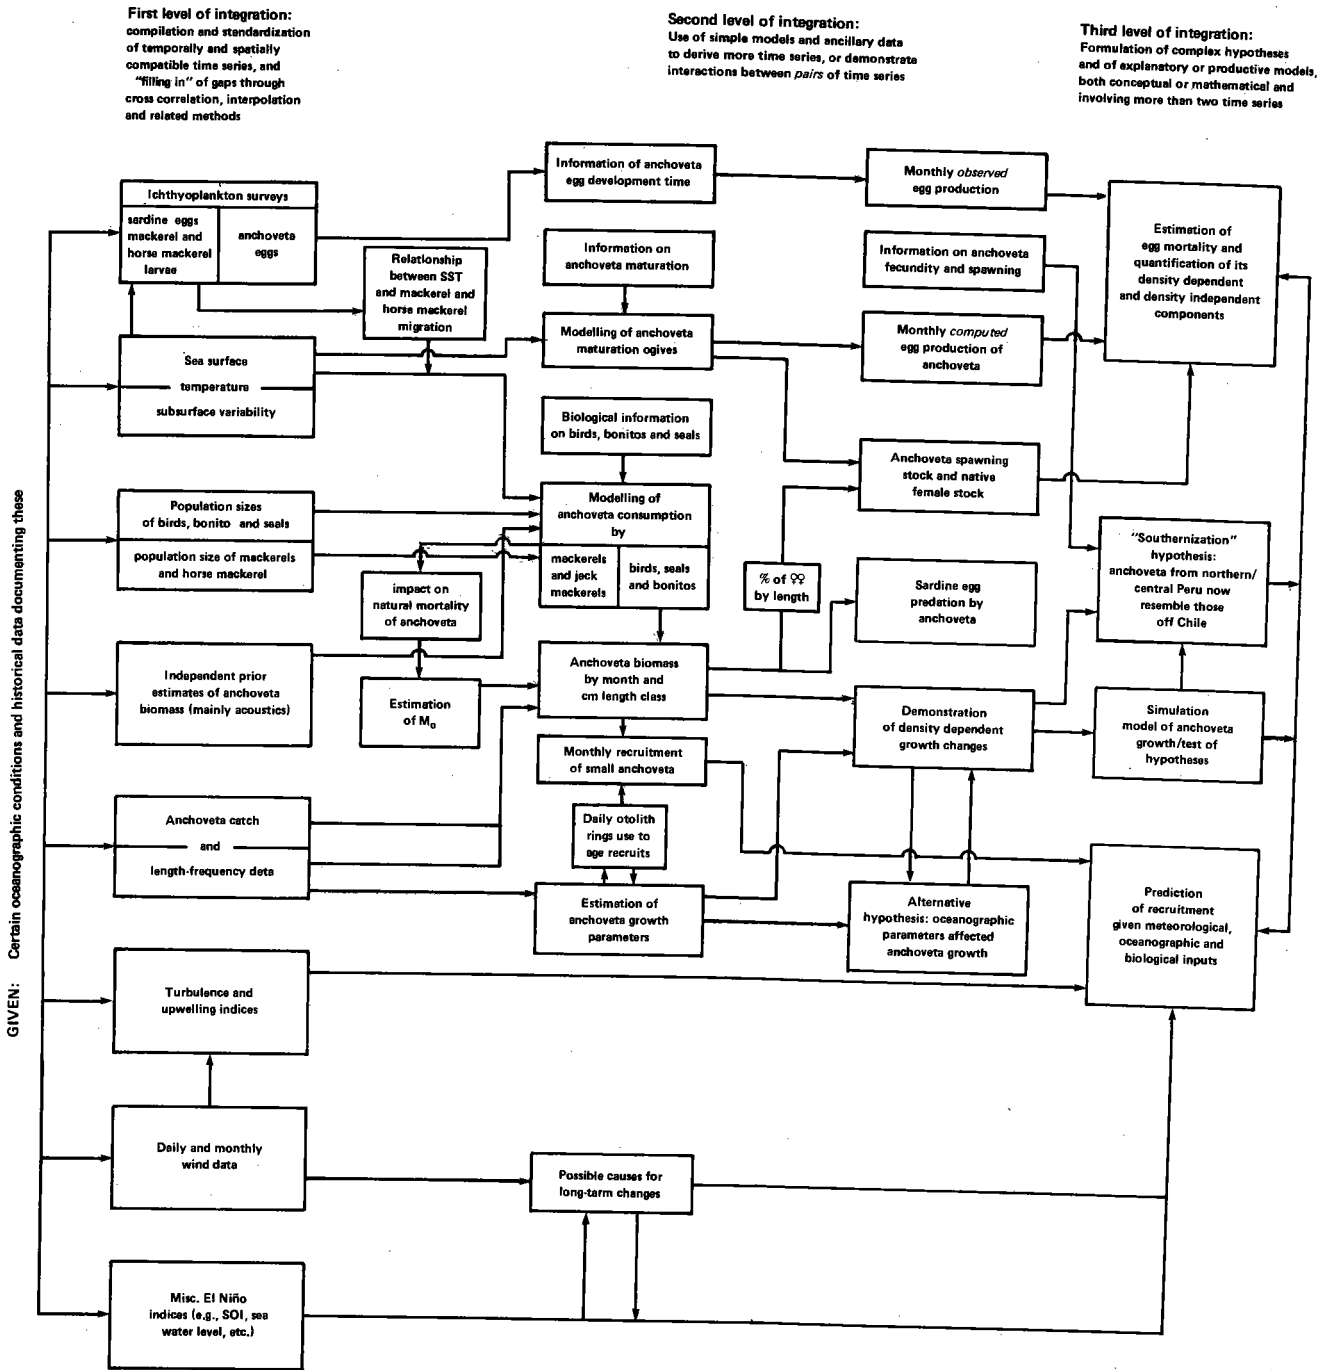 First level of integration:
compilation and standardization
of temporally and spatially
compatible time series, and
"filling in" of gaps through
cross correlation, interpolation
and related methods
Second level of integration:
Use of simple models and ancillary data
to derive more time series, or demonstrate
interactions between pairs of time series
Third level of integration:
Formulation of complex hypotheses
and of explanatory or productive models,
both conceptual or mathematical and
involving more than two time series
GIVEN: Certain oceanographic conditions and historical data documenting these
Ichthyoplankton surveys
sardine eggs
mackerel and
horse mackerel
larvae
anchoveta
eggs
Sea surface
temperature
subsurface variability
Population sizes
of birds, bonito and seals
population size of mackerels
and horse mackerel
Independent prior
estimates of anchoveta
biomass (mainly acoustics)
Anchoveta catch
and
length-frequency data
Turbulence and
upwelling indices
Daily and monthly
wind data
Misc. El Niño
indices (e.g., SOI, sea
water level, etc.)
Relationship
between SST
and mackerel and
horse mackerel
migration
impact on
natural mortality
of anchoveta
Estimation
of Mo
Information of anchoveta
egg development time
Information on
anchoveta maturation
Modelling of anchoveta
maturation ogives
Biological information
on birds, bonitos and seals
Modelling of
anchoveta consumption
by
mackerels
and jack
mackerels
birds, seals
and bonitos
Anchoveta biomass
by month and
cm length class
Monthly recruitment
of small anchoveta
Daily otolith
rings use to
age recruits
Estimation of
anchoveta growth
parameters
Possible causes for
long-term changes
% of ♀♀
by length
Monthly observed
egg production
Information on anchoveta
fecundity and spawning
Monthly computed
egg production of
anchoveta
Anchoveta spawning
stock and native
female stock
Sardine egg
predation by
anchoveta
Demonstration
of density dependent
growth changes
Alternative
hypothesis: oceanographic
parameters affected
anchoveta growth
Estimation of
egg mortality and
quantification of its
density dependent
and density independent
components
"Southernization"
hypothesis:
anchoveta from northern/
central Peru now
resemble those
off Chile
Simulation
model of anchoveta
growth/test of
hypotheses
Prediction
of recruitment
given meteorological,
oceanographic and
biological inputs